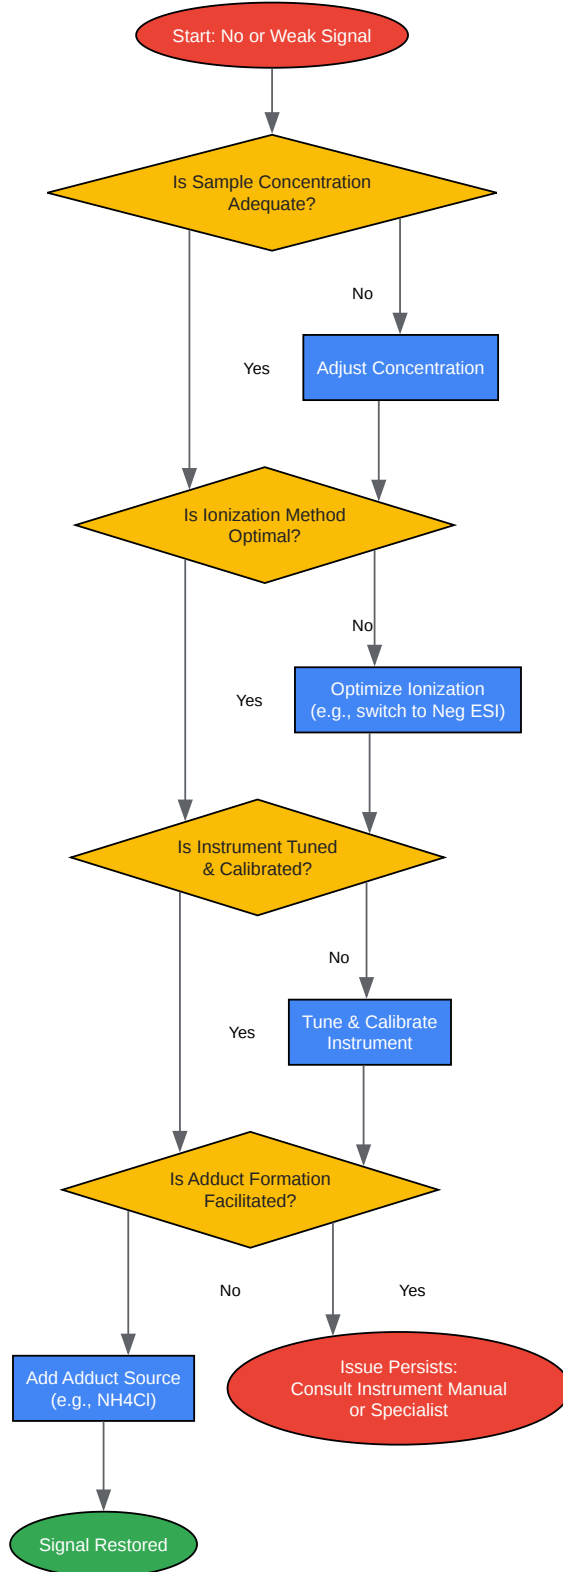 Start: No or Weak Signal
Is Sample Concentration
Adequate?
No
Yes
Adjust Concentration
Is Ionization Method
Optimal?
No
Yes
Optimize Ionization
(e.g., switch to Neg ESI)
Is Instrument Tuned
& Calibrated?
No
Yes
Tune & Calibrate
Instrument
Is Adduct Formation
Facilitated?
No
Yes
Add Adduct Source
(e.g., NH4Cl)
Issue Persists:
Consult Instrument Manual
or Specialist
Signal Restored